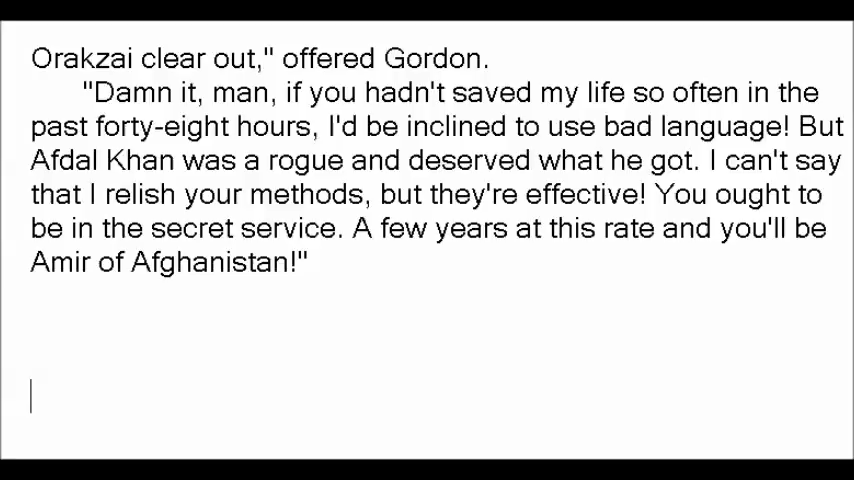 Orakzai clear out," offered Gordon.
"Damn it, man, if you hadn't saved my life so often in the
past forty-eight hours, I'd be inclined to use bad language! But
Afdal Khan was a rogue and deserved what he got. I can't say
that I relish your methods, but they're effective! You ought to
be in the secret service. A few years at this rate and you'll be
Amir of Afghanistan!"